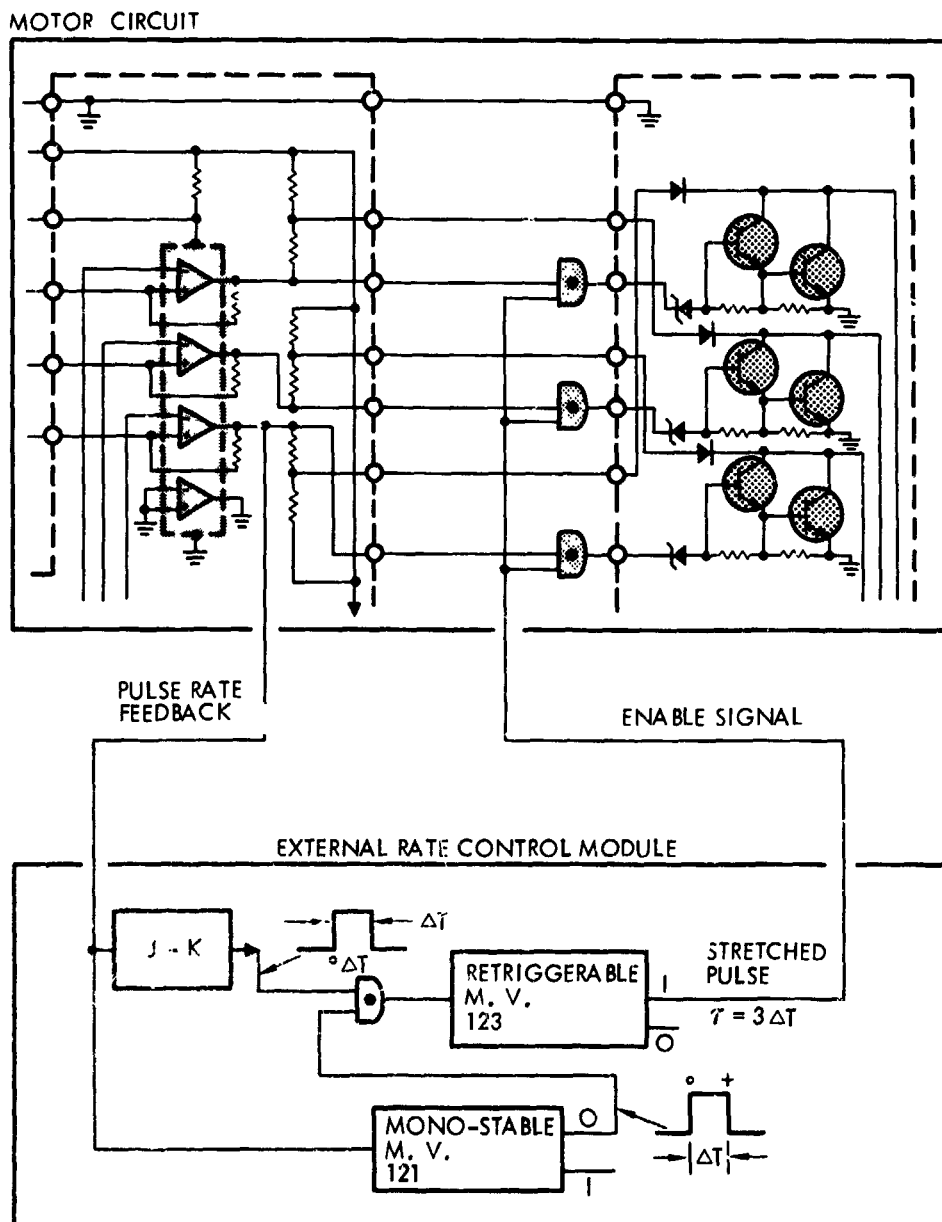 MOTOR CIRCUIT
PULSE RATE
FEEDBACK
ENABLE SIGNAL
EXTERNAL RATE CONTROL MODULE
J - K
ΔT
° ΔT
RETRIGGERABLE
M. V.
123
1
0
STRETCHED
PULSE
τ = 3 ΔT
MONO-STABLE
M. V.
121
0
1
° +
ΔT